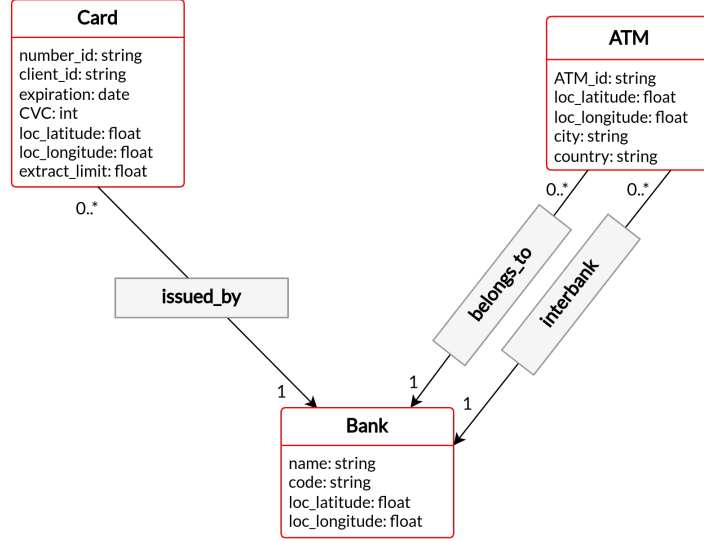 Card
number_id: string
client_id: string
expiration: date
CVC: int
loc_latitude: float
loc_longitude: float
extract_limit: float
ATM
ATM_id: string
loc_latitude: float
loc_longitude: float
city: string
country: string
0..*
0..*
0..*
issued_by
belongs_to
interbank
1
1
1
Bank
name: string
code: string
loc_latitude: float
loc_longitude: float